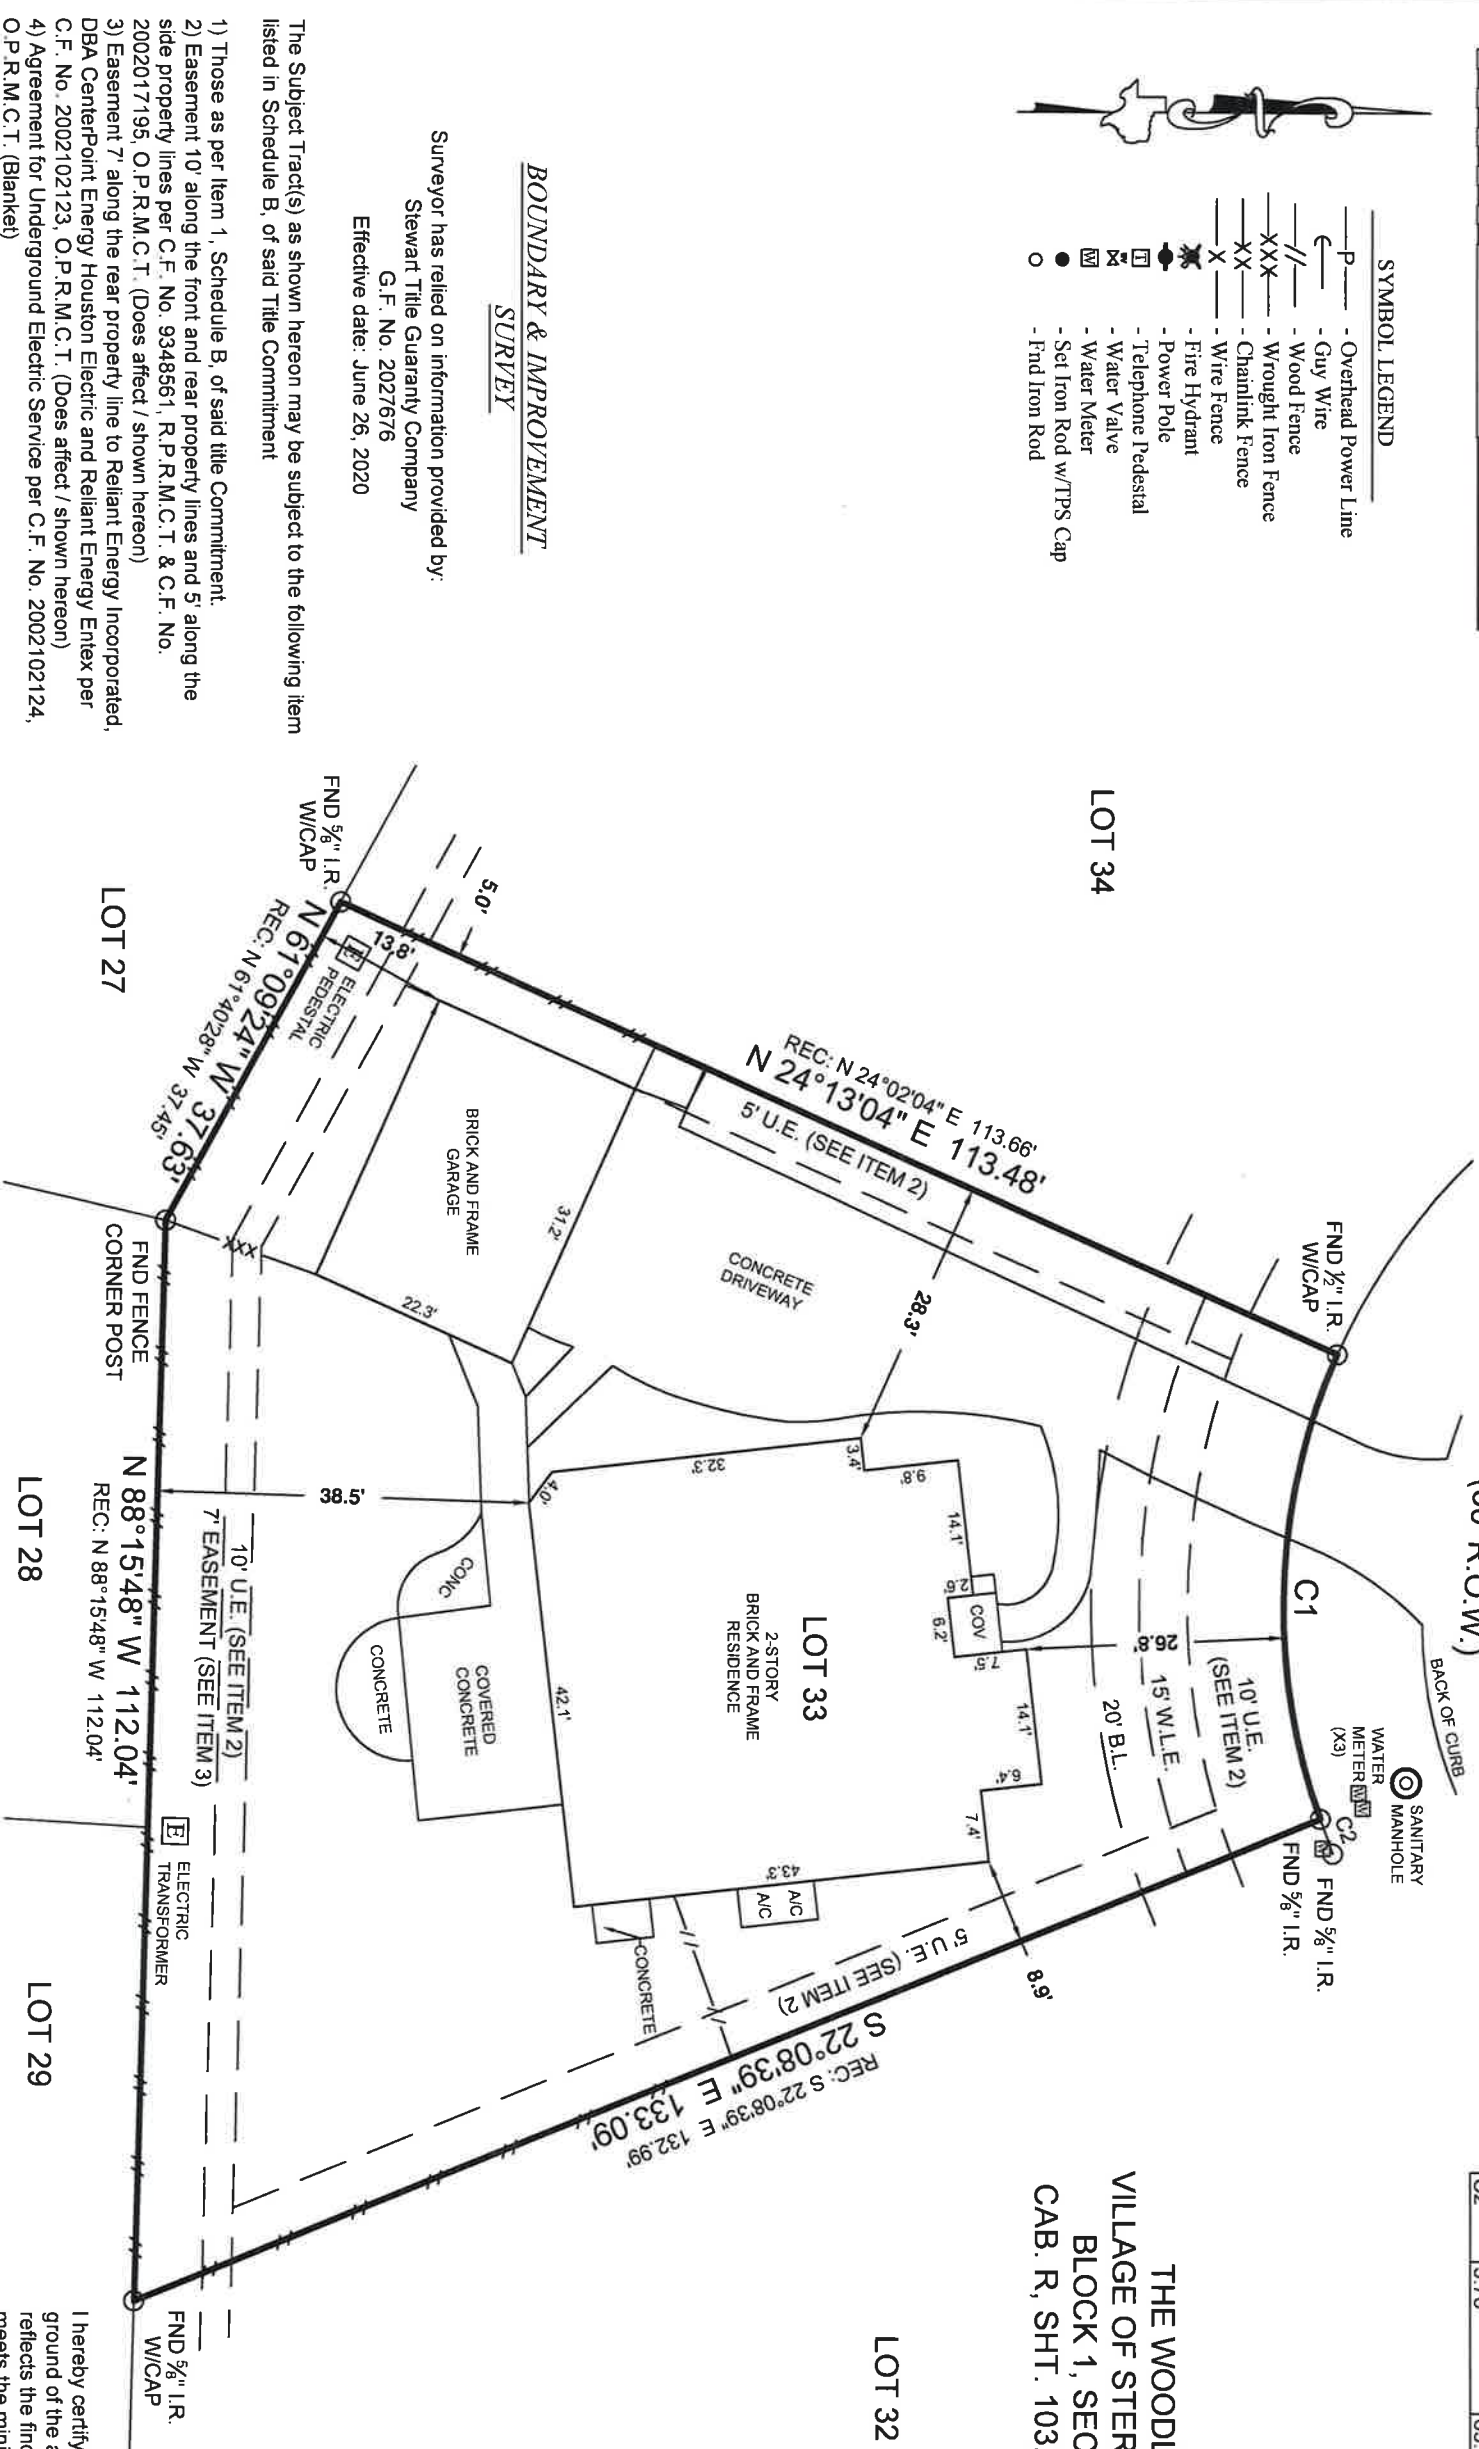 SYMBOL LEGEND
P - Overhead Power Line
- Guy Wire
// - Wood Fence
XXX - Wrought Iron Fence
XX - Chainlink Fence
X - Wire Fence
- Fire Hydrant
- Power Pole
T - Telephone Pedestal
- Water Valve
W - Water Meter
- Set Iron Rod w/TPS Cap
- Fnd Iron Rod
BOUNDARY & IMPROVEMENT
SURVEY
Surveyor has relied on information provided by:
Stewart Title Guaranty Company
G.F. No. 2027676
Effective date: June 26, 2020
The Subject Tract(s) as shown hereon may be subject to the following item
listed in Schedule B, of said Title Commitment
1) Those as per Item 1, Schedule B, of said title Commitment.
2) Easement 10' along the front and rear property lines and 5' along the
side property lines per C.F. No. 9348561, R.P.R.M.C.T. & C.F. No.
2002017195, O.P.R.M.C.T. (Does affect / shown hereon)
3) Easement 7' along the rear property line to Reliant Energy Incorporated,
DBA CenterPoint Energy Houston Electric and Reliant Energy Entex per
C.F. No. 2002102123, O.P.R.M.C.T. (Does affect / shown hereon)
4) Agreement for Underground Electric Service per C.F. No. 2002102124,
O.P.R.M.C.T. (Blanket)
R.O.W.)
BACK OF CURB
SANITARY
MANHOLE
WATER
METER
(X3)
W
W
C2
W
FND 5/8" I.R.
FND 5/8" I.R.
C1
FND 1/2" I.R.
W/CAP
LOT 34
REC: N 24°02'04" E 113.66'
N 24°13'04" E 113.48'
5' U.E. (SEE ITEM 2)
10' U.E.
(SEE ITEM 2)
15' W.L.E.
20' B.L.
26.8'
28.3'
CONCRETE
DRIVEWAY
3.4'
9.8
14.1'
2.6'
COV
6.2'
7.5'
14.1'
6.4'
7.4'
32.3'
4.0'
LOT 33
2-STORY
BRICK AND FRAME
RESIDENCE
43.3'
A/C
A/C
42.1'
8.9'
5' U.E. (SEE ITEM 2)
S 22°08'39" E 133.09'
REC: S 22°08'39" E 132.99'
CONCRETE
COVERED
CONCRETE
CONC
CONCRETE
38.5'
31.2'
BRICK AND FRAME
GARAGE
22.3'
5.0'
13.8'
E
ELECTRIC
PEDESTAL
FND 5/8" I.R.
W/CAP
N 61°09'24" W 37.63'
REC: N 61°40'28" W 37.45'
LOT 27
XXX
FND FENCE
CORNER POST
10' U.E. (SEE ITEM 2)
7' EASEMENT (SEE ITEM 3)
N 88°15'48" W 112.04'
REC: N 88°15'48" W 112.04'
LOT 28
E
ELECTRIC
TRANSFORMER
LOT 29
FND 5/8" I.R.
W/CAP
LOT 32
THE WOODL
VILLAGE OF STER
BLOCK 1, SEC
CAB. R, SHT. 103
I hereby certify
ground of the
reflects the find
meets the mini